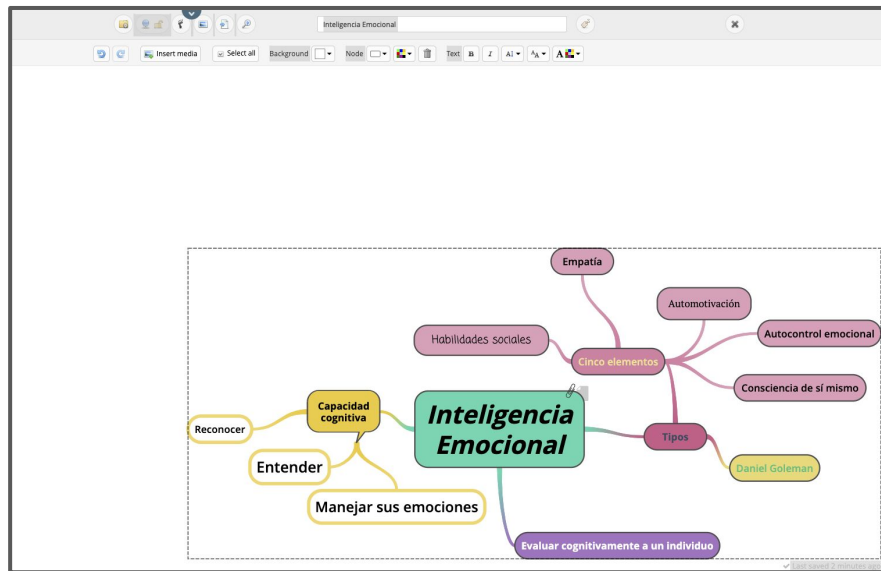 Inteligencia Emocional
Insert media
Select all
Background
Node
Text B I AI AA A
Empatía
Automotivación
Habilidades sociales
Autocontrol emocional
Cinco elementos
Consciencia de sí mismo
Capacidad
cognitiva
Inteligencia
Emocional
Reconocer
Tipos
Entender
Daniel Goleman
Manejar sus emociones
Evaluar cognitivamente a un individuo
Last saved 2 minutes ago